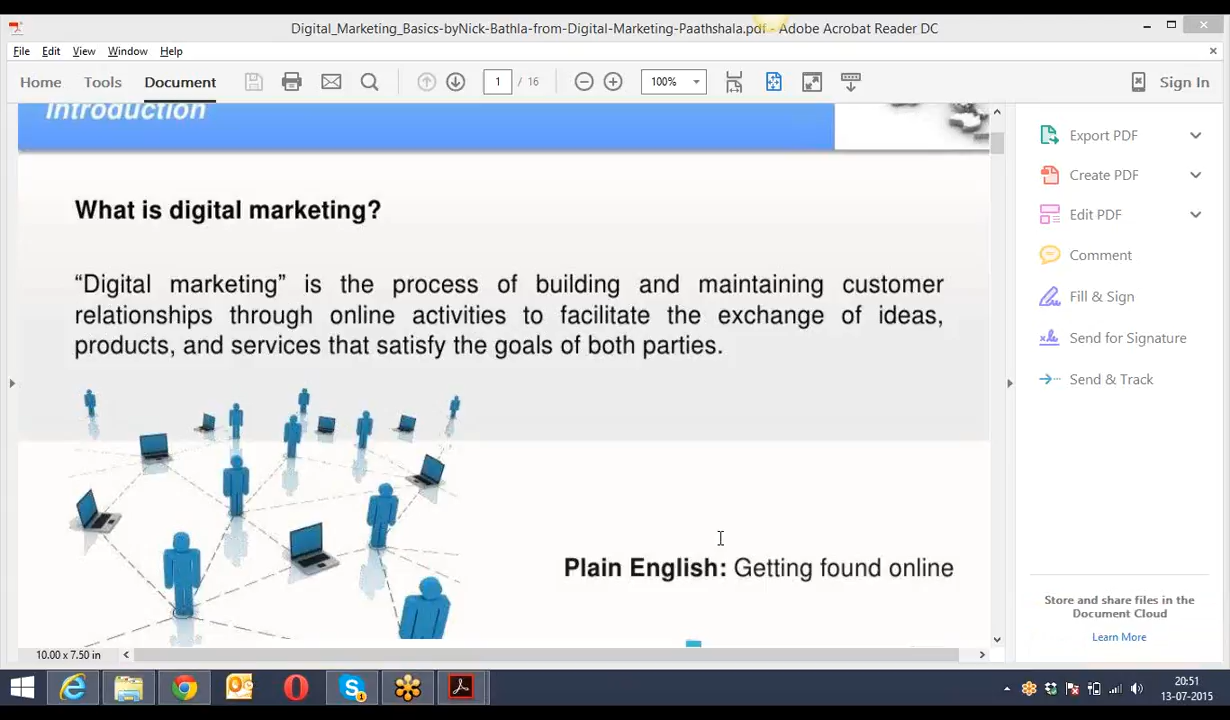 Digital_Marketing_Basics-byNick-Bathla-from-Digital-Marketing-Paathshala.pdf - Adobe Acrobat Reader DC
File Edit View Window Help
Home Tools Document 1 / 16 100% Sign In
Introduction
Export PDF
What is digital marketing?
Create PDF
Edit PDF
“Digital marketing” is the process of building and maintaining customer
relationships through online activities to facilitate the exchange of ideas,
products, and services that satisfy the goals of both parties.
Comment
Fill & Sign
Send for Signature
Send & Track
Plain English: Getting found online
Store and share files in the
Document Cloud
Learn More
10.00 x 7.50 in
20:51
13-07-2015